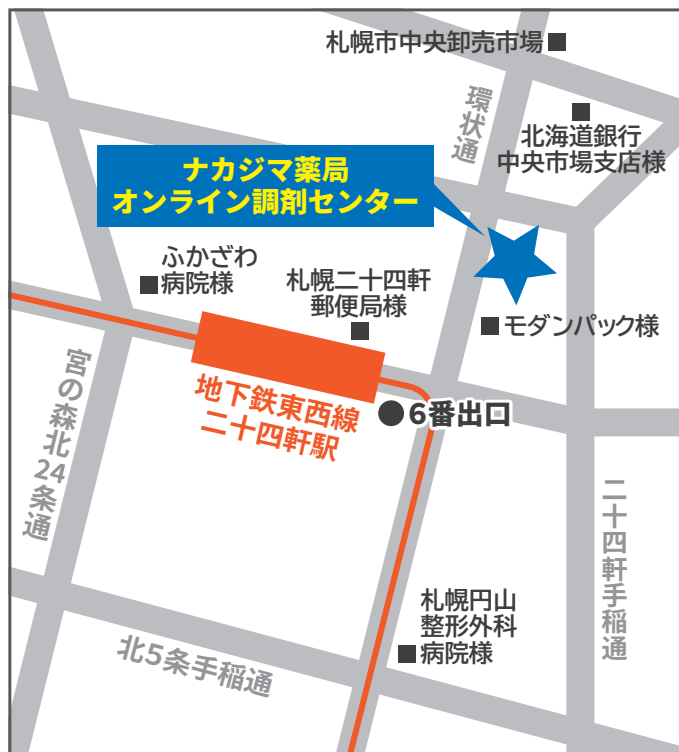 札幌市中央卸売市場
環状通
北海道銀行
中央市場支店様
ナカジマ薬局
オンライン調剤センター
ふかざわ
病院様
札幌二十四軒
郵便局様
モダンパック様
地下鉄東西線
二十四軒駅
6番出口
宮の森北24条通
二十四軒手稲通
札幌円山
整形外科
病院様
北5条手稲通